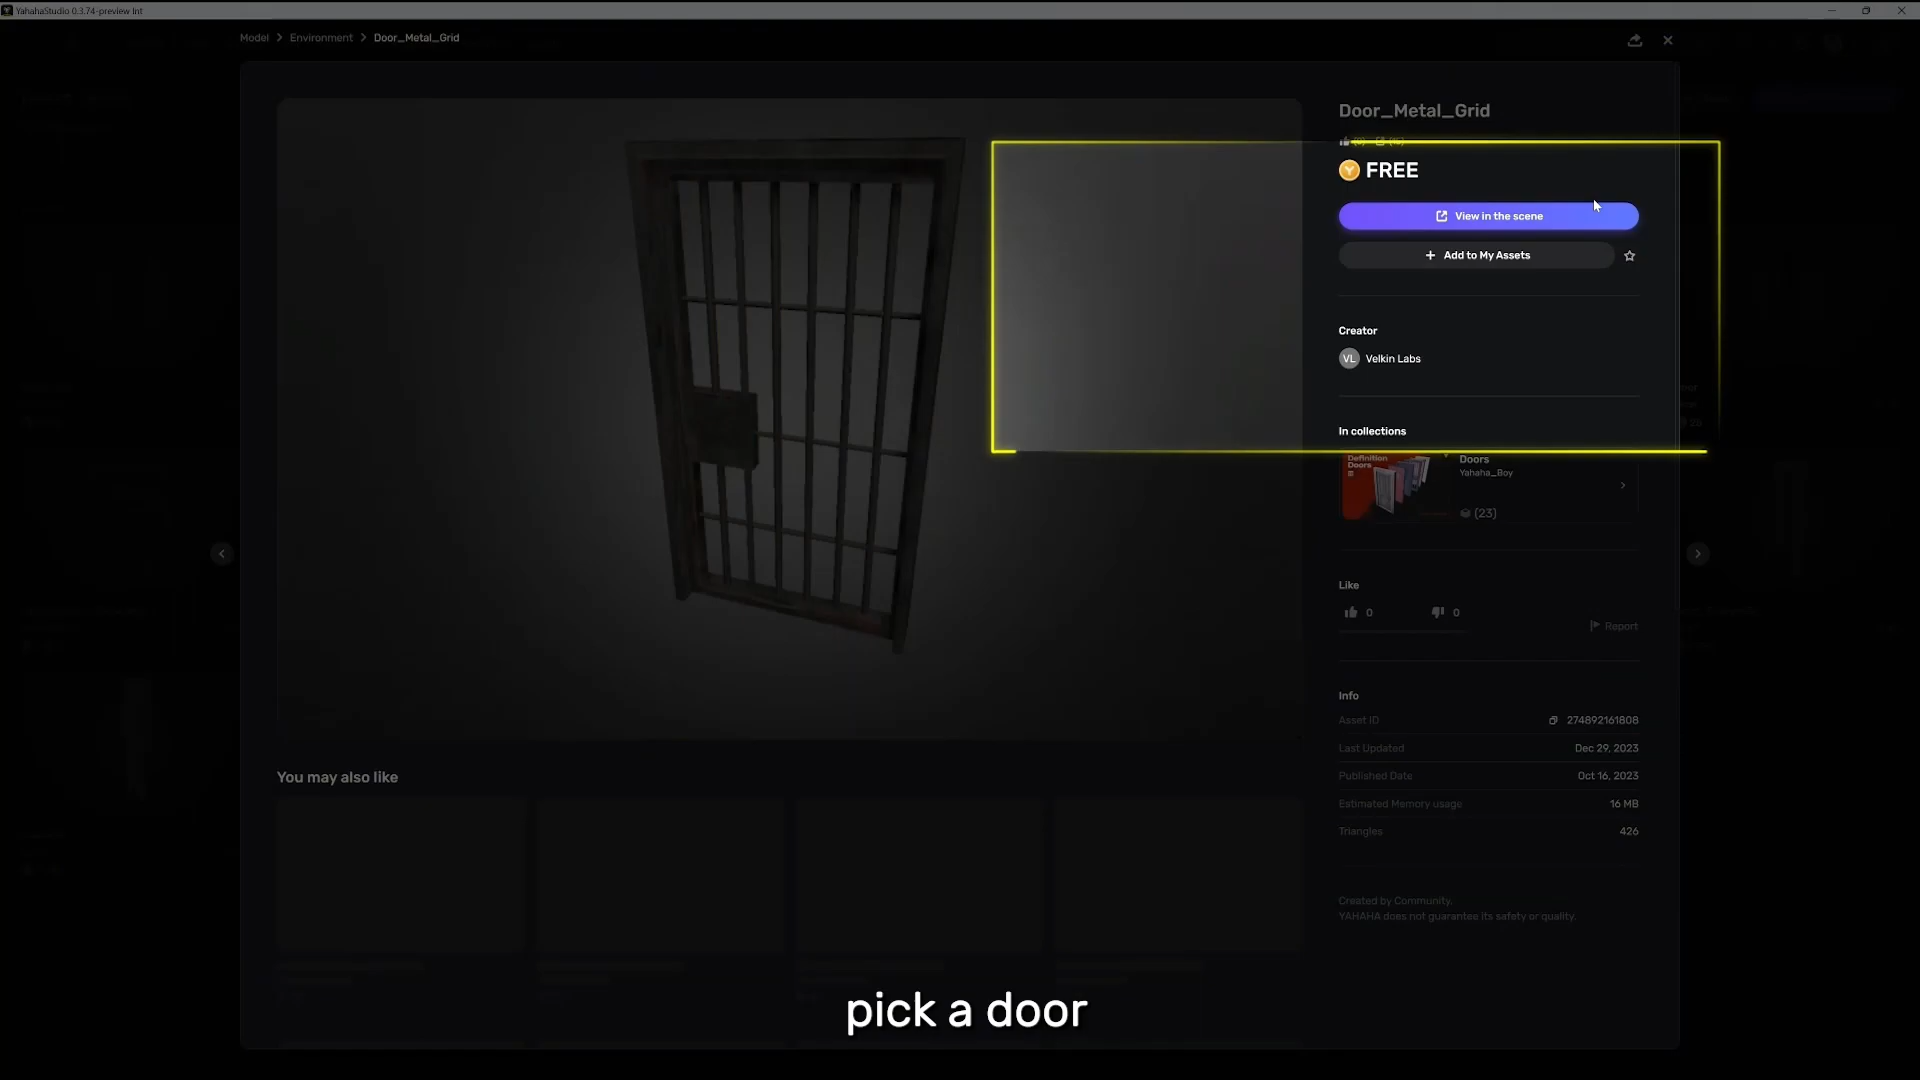 YahahaStudio 0.3.74-preview Int
Model > Environment > Door_Metal_Grid
Door_Metal_Grid
FREE
View in the scene
+ Add to My Assets
Creator
VL Velkin Labs
In collections
Definition
Doors
Doors
Yahaha_Boy
(23)
Like
0 0
Report
Info
Asset ID 274892161808
Last Updated Dec 29, 2023
Published Date Oct 16, 2023
Estimated Memory usage 16 MB
Triangles 426
You may also like
Created by Community.
YAHAHA does not guarantee its safety or quality.
pick a door